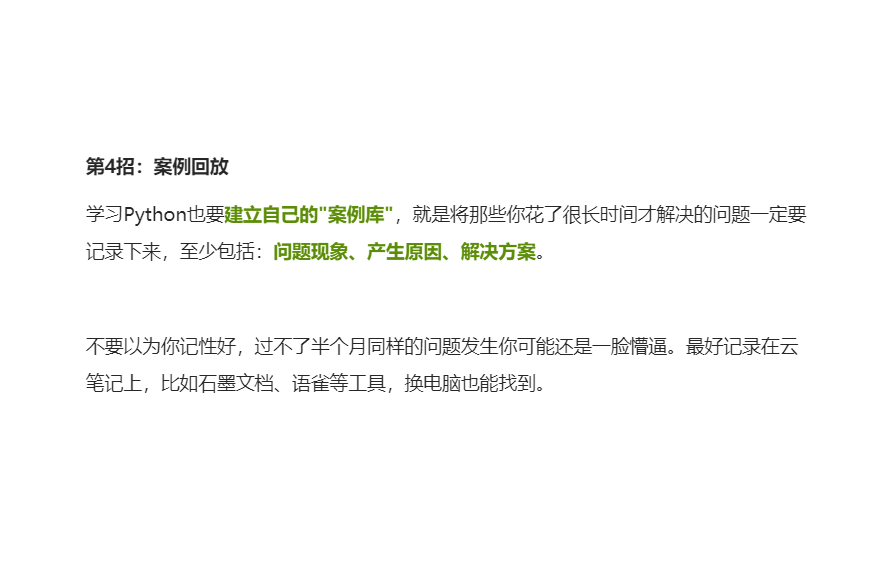 第4招：案例回放
学习Python也要建立自己的"案例库"，就是将那些你花了很长时间才解决的问题一定要
记录下来，至少包括：问题现象、产生原因、解决方案。
不要以为你记性好，过不了半个月同样的问题发生你可能还是一脸懵逼。最好记录在云
笔记上，比如石墨文档、语雀等工具，换电脑也能找到。